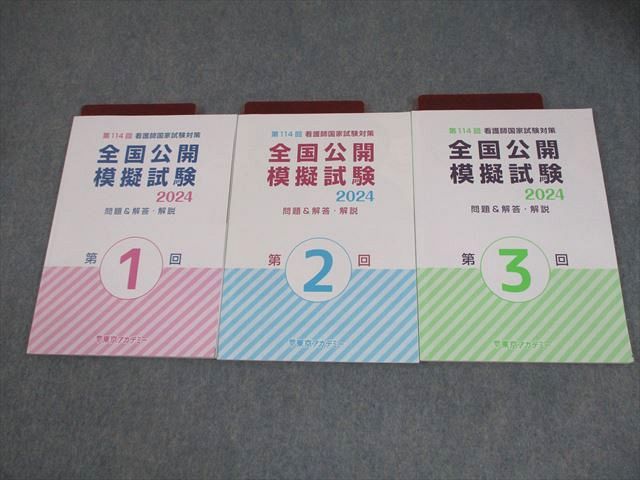 第114回 看護師国家試験対策
全国公開
模擬試験
2024
問題&解答・解説
第1回
東京アカデミー
第114回 看護師国家試験対策
全国公開
模擬試験
2024
問題&解答・解説
第2回
東京アカデミー
第114回 看護師国家試験対策
全国公開
模擬試験
2024
問題&解答・解説
第3回
東京アカデミー